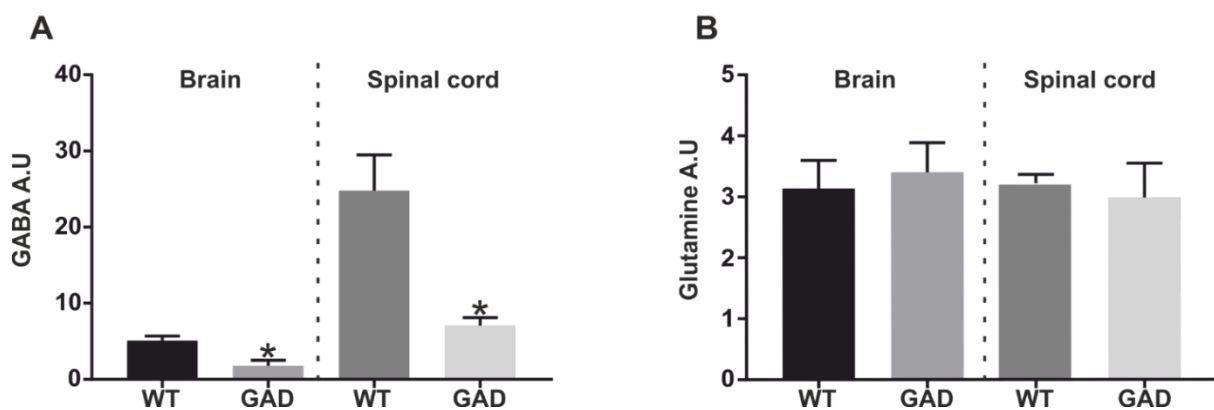 A
Brain
Spinal cord
GABA A.U
40
30
20
10
0
*
*
WT
GAD
WT
GAD
B
Brain
Spinal cord
Glutamine A.U
5
4
3
2
1
0
WT
GAD
WT
GAD